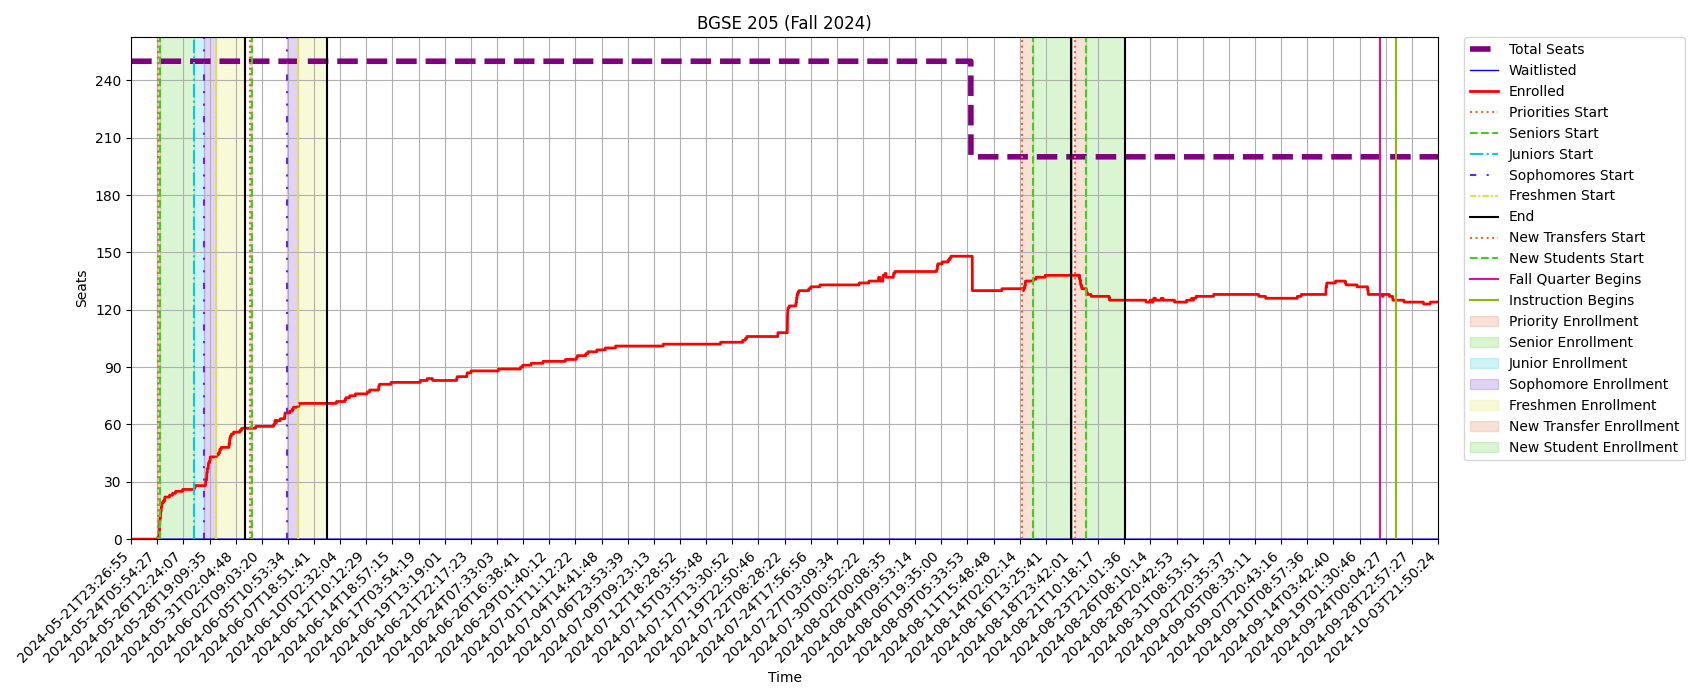 BGSE 205 (Fall 2024)
Seats
240
210
180
150
120
90
60
30
0
2024-05-21T23:26:55
2024-05-24T05:54:27
2024-05-26T12:24:07
2024-05-28T19:09:35
2024-05-31T02:04:48
2024-06-02T09:03:20
2024-06-05T10:53:34
2024-06-07T18:51:41
2024-06-10T02:32:04
2024-06-12T10:12:29
2024-06-14T18:57:15
2024-06-17T03:54:19
2024-06-19T13:19:01
2024-06-21T22:17:23
2024-06-24T07:33:03
2024-06-26T16:38:41
2024-06-29T01:40:12
2024-07-01T11:12:22
2024-07-04T14:41:48
2024-07-06T23:53:39
2024-07-09T09:23:13
2024-07-12T18:28:52
2024-07-15T03:55:48
2024-07-17T13:30:52
2024-07-19T22:50:46
2024-07-22T08:28:22
2024-07-24T17:56:56
2024-07-27T03:09:34
2024-07-30T00:52:22
2024-08-02T00:08:35
2024-08-04T09:53:14
2024-08-06T19:35:00
2024-08-09T05:33:53
2024-08-11T15:48:48
2024-08-14T02:02:14
2024-08-16T13:25:41
2024-08-18T23:42:01
2024-08-21T10:18:17
2024-08-23T21:01:36
2024-08-26T08:10:14
2024-08-28T20:42:53
2024-08-31T08:53:51
2024-09-02T20:35:37
2024-09-05T08:33:11
2024-09-07T20:43:16
2024-09-10T08:57:36
2024-09-14T03:42:40
2024-09-19T01:30:46
2024-09-24T00:04:27
2024-09-28T22:57:27
2024-10-03T21:50:24
Time
Total Seats
Waitlisted
Enrolled
Priorities Start
Seniors Start
Juniors Start
Sophomores Start
Freshmen Start
End
New Transfers Start
New Students Start
Fall Quarter Begins
Instruction Begins
Priority Enrollment
Senior Enrollment
Junior Enrollment
Sophomore Enrollment
Freshmen Enrollment
New Transfer Enrollment
New Student Enrollment